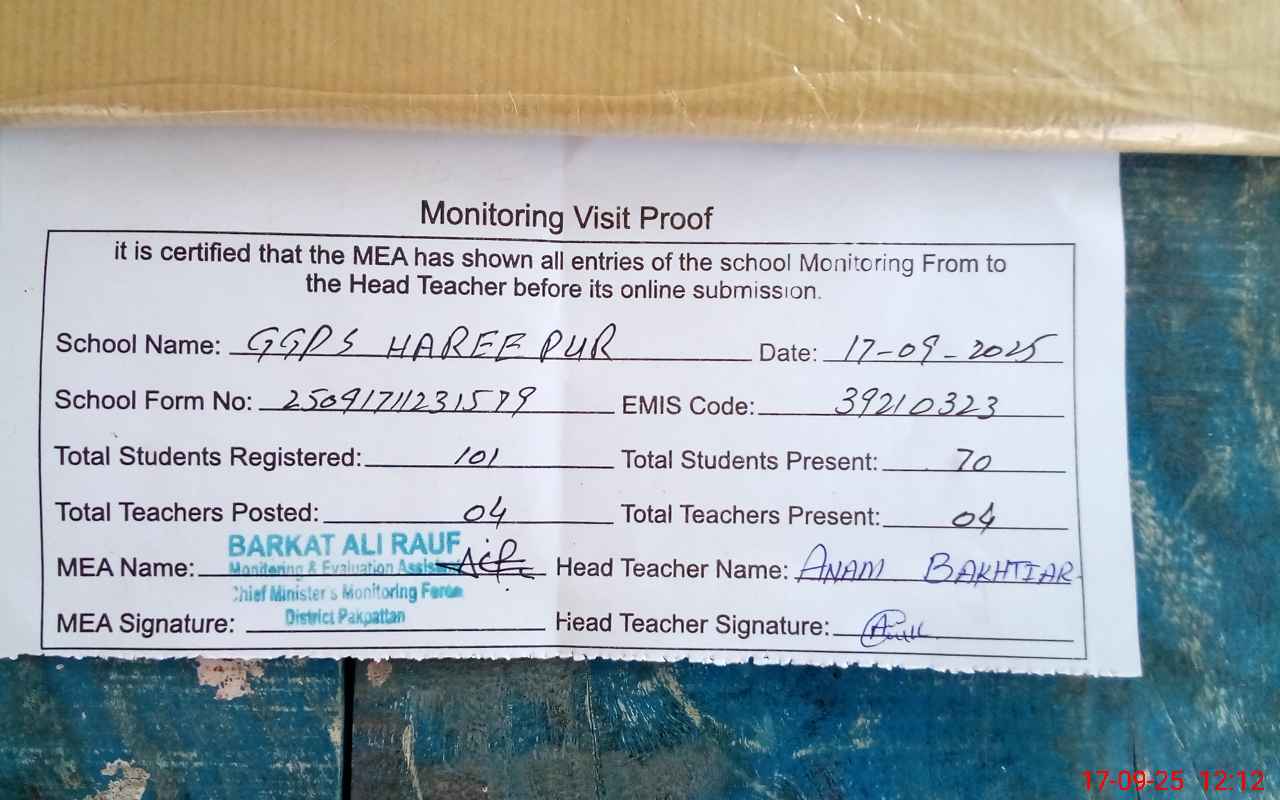 Monitoring Visit Proof
it is certified that the MEA has shown all entries of the school Monitoring From to
the Head Teacher before its online submission.
School Name: GGPS HAREEPUR Date: 17-09-2025
School Form No: 25091711231579 EMIS Code: 39210323
Total Students Registered: 101 Total Students Present: 70
Total Teachers Posted: 04 Total Teachers Present: 04
BARKAT ALI RAUF
MEA Name: Head Teacher Name: ANAM BAKHTIAR
Monitoring & Evaluation Assistant
Chief Minister's Monitoring Force
District Pakpattan
MEA Signature: Head Teacher Signature:
17-09-25 12:12